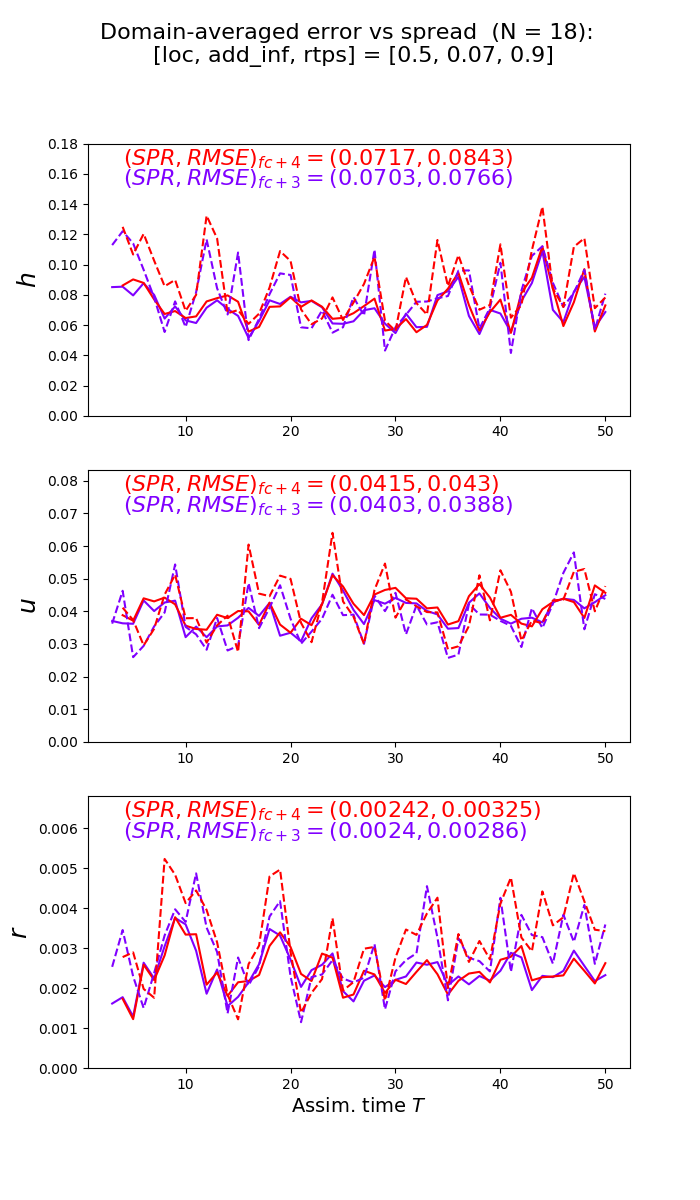 Domain-averaged error vs spread  (N = 18):
[loc, add_inf, rtps] = [0.5, 0.07, 0.9]
(SPR, RMSE)fc+4 = (0.0717, 0.0843)
(SPR, RMSE)fc+3 = (0.0703, 0.0766)
0.18
0.16
0.14
0.12
0.10
0.08
0.06
0.04
0.02
0.00
h
10 20 30 40 50
(SPR, RMSE)fc+4 = (0.0415, 0.043)
(SPR, RMSE)fc+3 = (0.0403, 0.0388)
0.08
0.07
0.06
0.05
0.04
0.03
0.02
0.01
0.00
u
10 20 30 40 50
(SPR, RMSE)fc+4 = (0.00242, 0.00325)
(SPR, RMSE)fc+3 = (0.0024, 0.00286)
0.006
0.005
0.004
0.003
0.002
0.001
0.000
r
10 20 30 40 50
Assim. time T